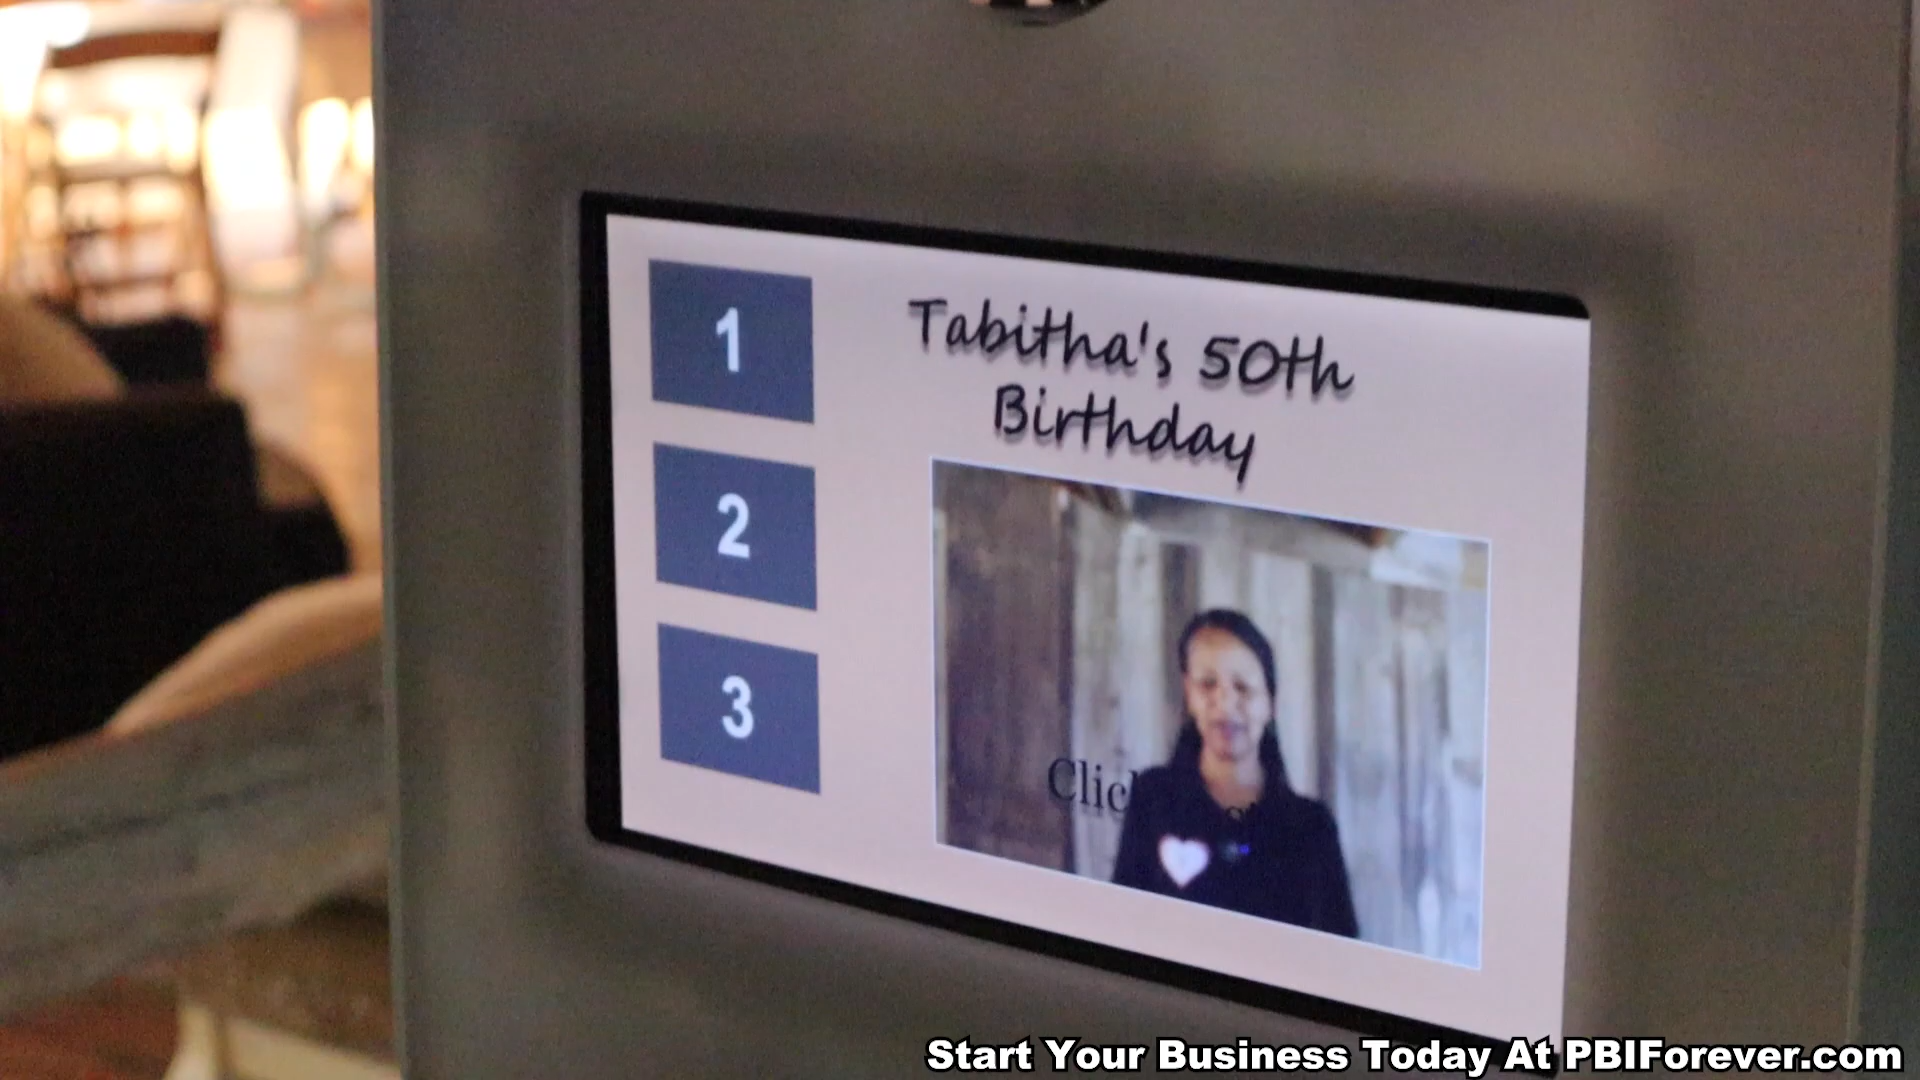 1
2
3
Tabitha's 50th
Birthday
Start Your Business Today At PBIForever.com